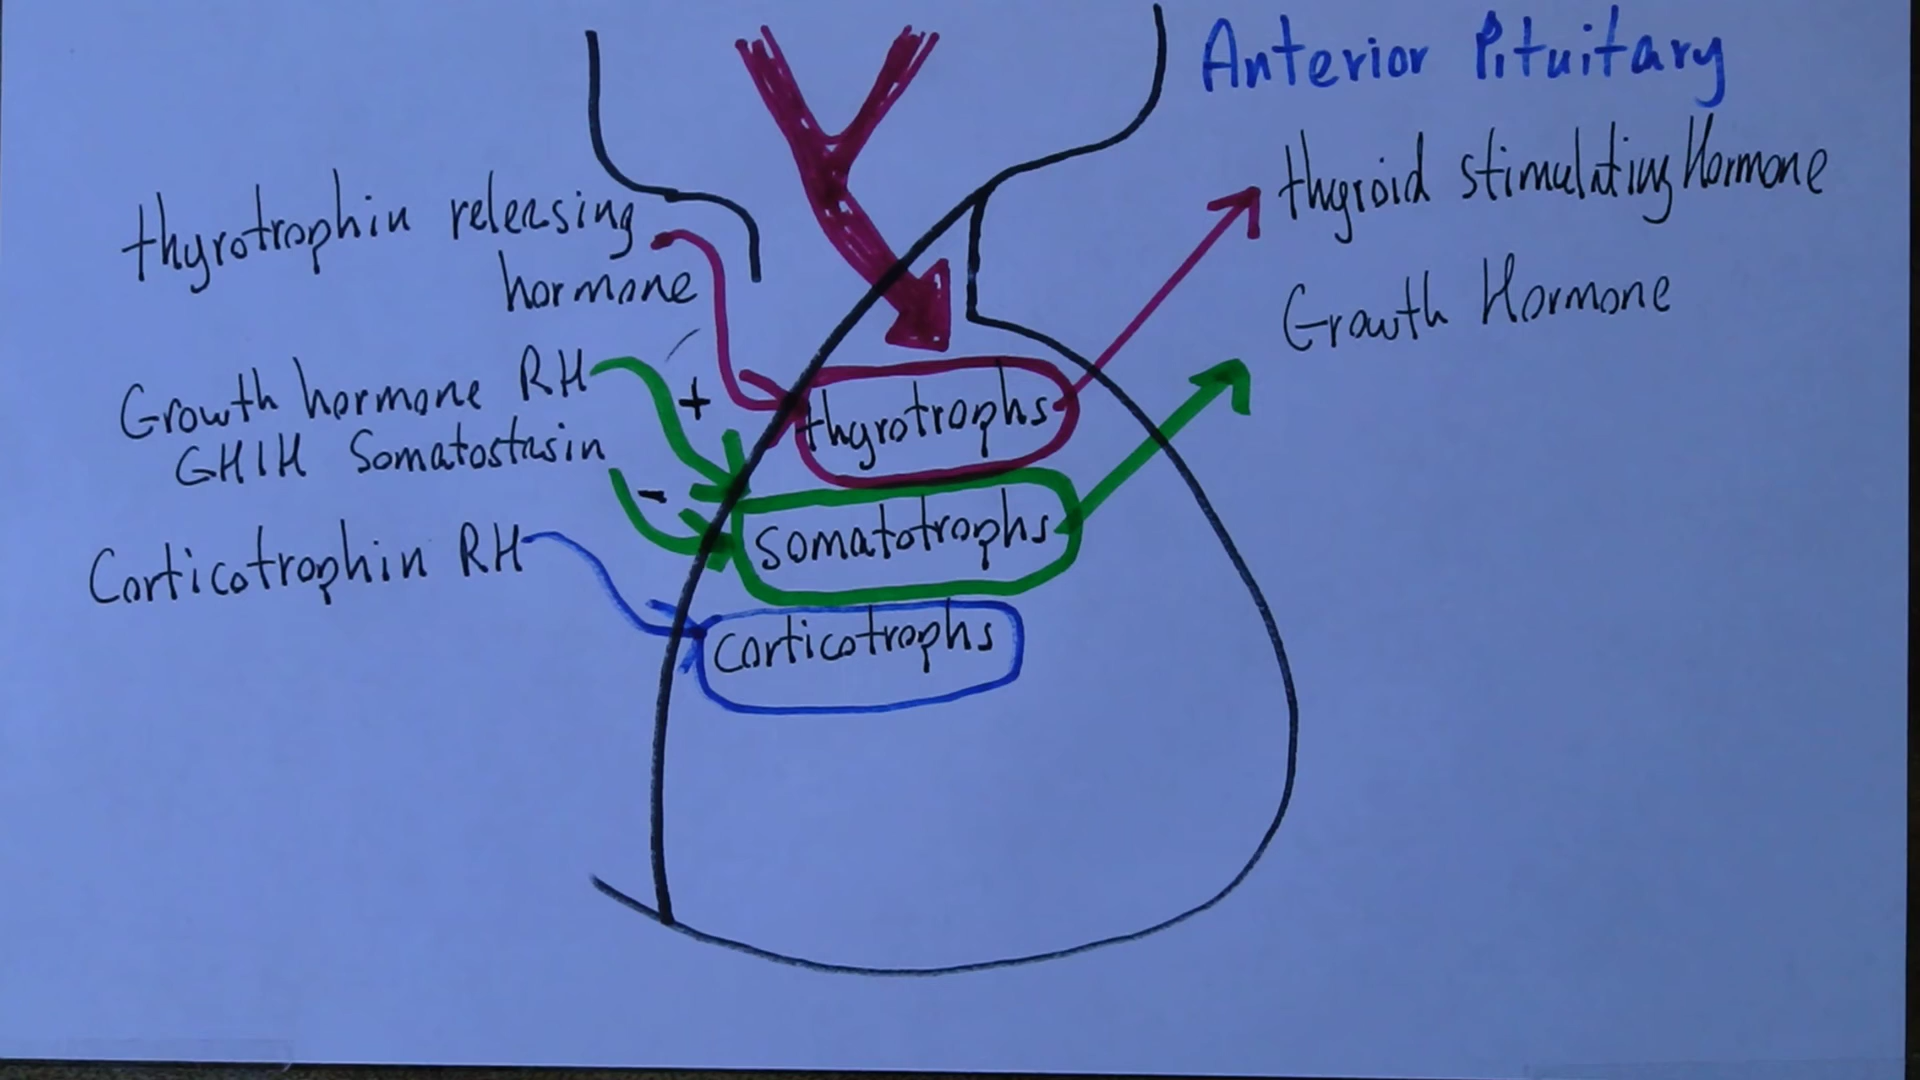 Anterior Pituitary
thyroid stimulating Hormone
Growth Hormone
thyrotrophin releasing
hormone
Growth hormone RH
+
GHIH Somatostasin
-
Corticotrophin RH
thyrotrophs
somatotrophs
corticotrophs